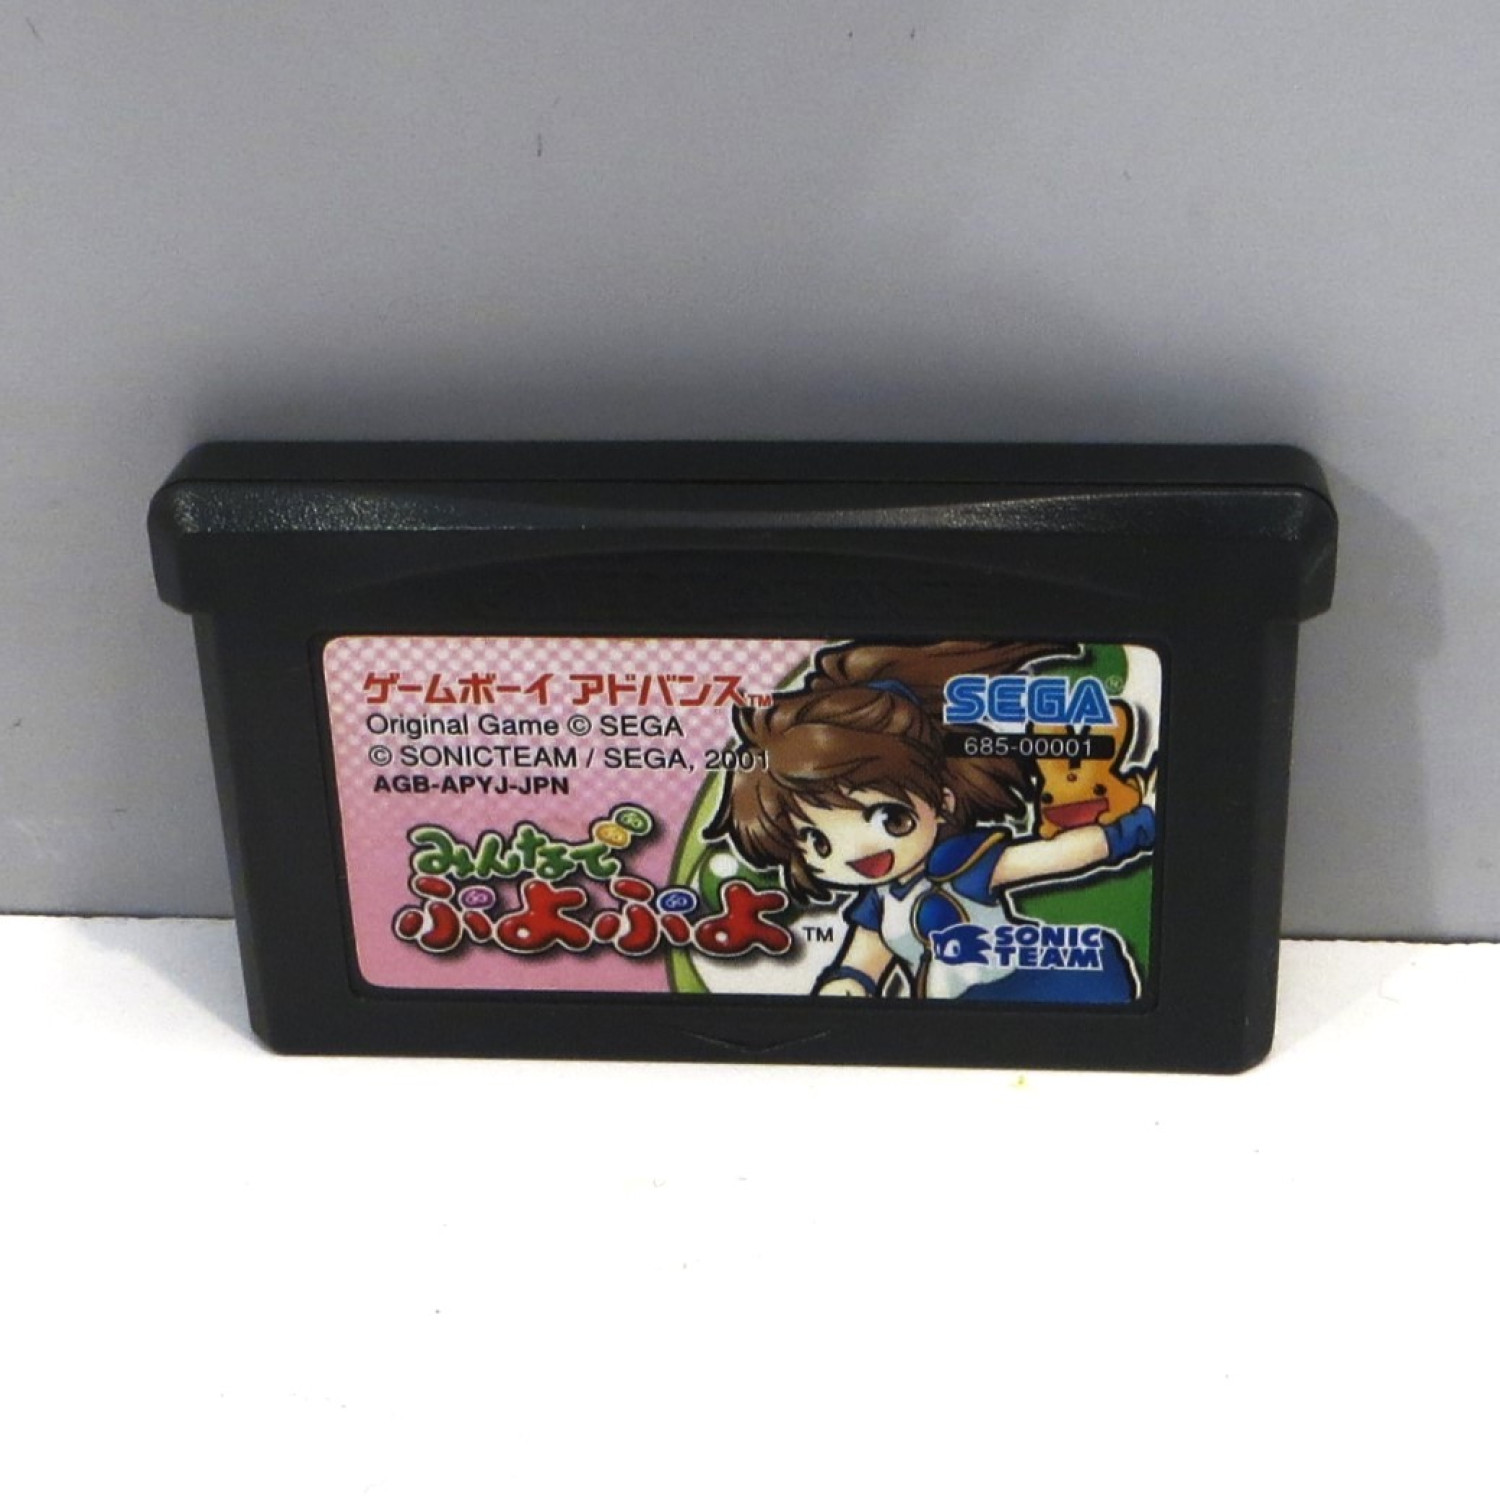 ゲームボーイ アドバンス™
Original Game © SEGA
© SONICTEAM / SEGA, 2001
AGB-APYJ-JPN
みんなで
ぷよぷよ™
SEGA®
685-00001
SONIC
TEAM